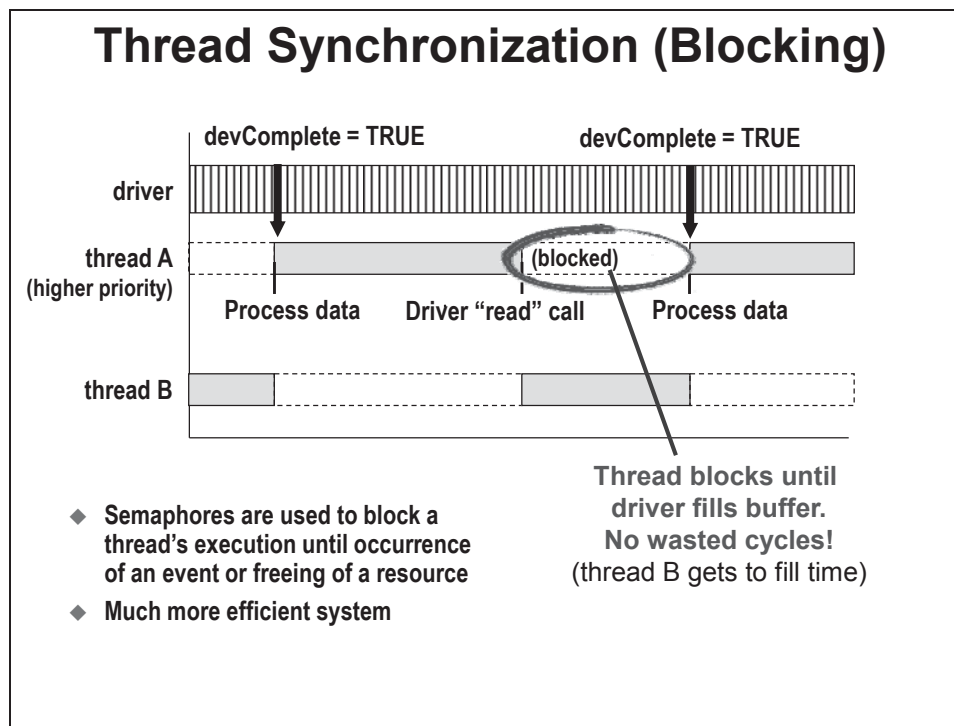 Thread Synchronization (Blocking)
devComplete = TRUE
devComplete = TRUE
driver
thread A
(higher priority)
(blocked)
Process data
Driver “read” call
Process data
thread B
Thread blocks until
driver fills buffer.
No wasted cycles!
(thread B gets to fill time)
◆ Semaphores are used to block a
thread’s execution until occurrence
of an event or freeing of a resource
◆ Much more efficient system